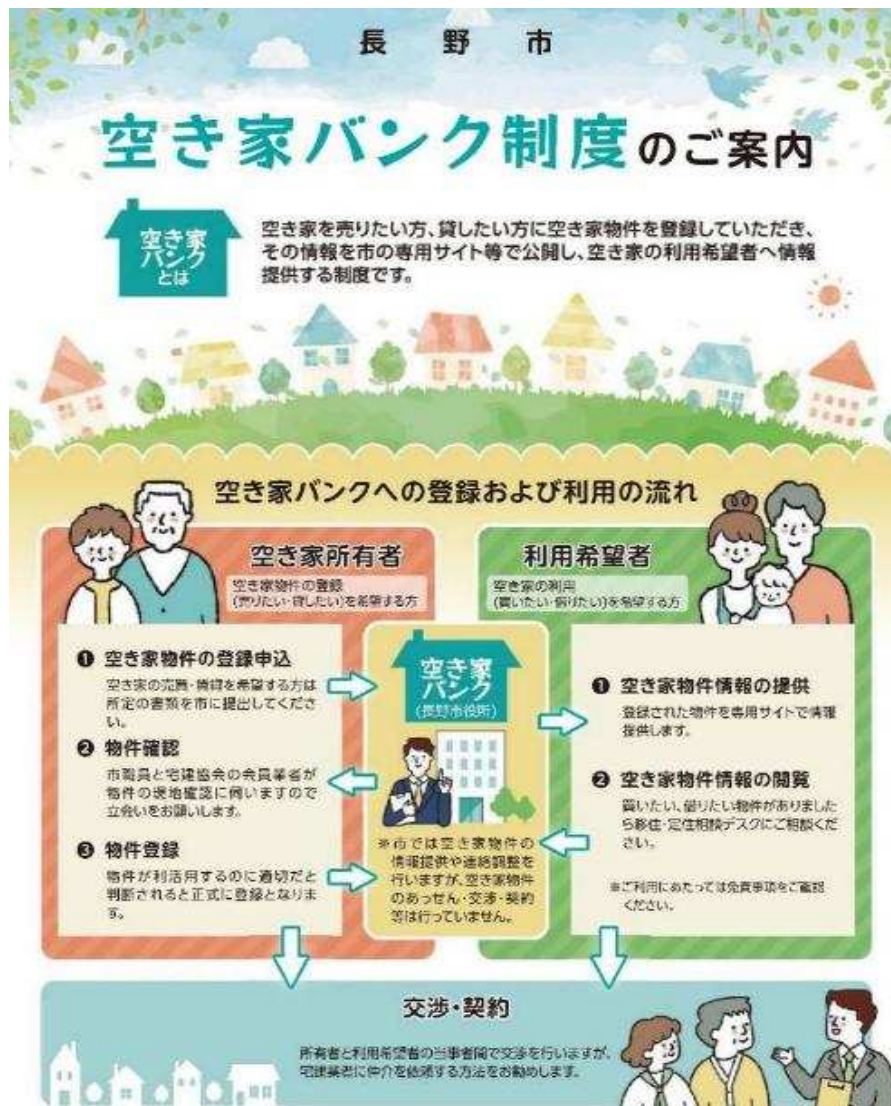 長野市
空き家バンク制度のご案内
空き家
バンク
とは
空き家を売りたい方、貸したい方に空き家物件を登録していただき、
その情報を市の専用サイト等で公開し、空き家の利用希望者へ情報
提供する制度です。
空き家バンクへの登録および利用の流れ
空き家所有者
空き家物件の登録
(売りたい・貸したい)を希望する方
❶ 空き家物件の登録申込
空き家の売買・賃貸を希望する方は
所定の書類を市に提出してくださ
い。
❷ 物件確認
市職員と宅建協会の会員業者が
物件の現地確認に伺いますので
立会いをお願いします。
❸ 物件登録
物件が利活用するのに適切だと
判断されると正式に登録となりま
す。
空き家
バンク
(長野市役所)
※市では空き家物件の
情報提供や連絡調整を
行いますが、空き家物件
のあっせん・交渉・契約
等は行っていません。
利用希望者
空き家の利用
(買いたい・借りたい)を希望する方
❶ 空き家物件情報の提供
登録された物件を専用サイトで情報
提供します。
❷ 空き家物件情報の閲覧
買いたい、借りたい物件がありました
ら移住・定住相談デスクにご相談くだ
さい。
※ご利用にあたっては免責事項をご確認
ください。
交渉・契約
所有者と利用希望者の当事者間で交渉を行いますが、
宅建業者に仲介を依頼する方法をお勧めします。